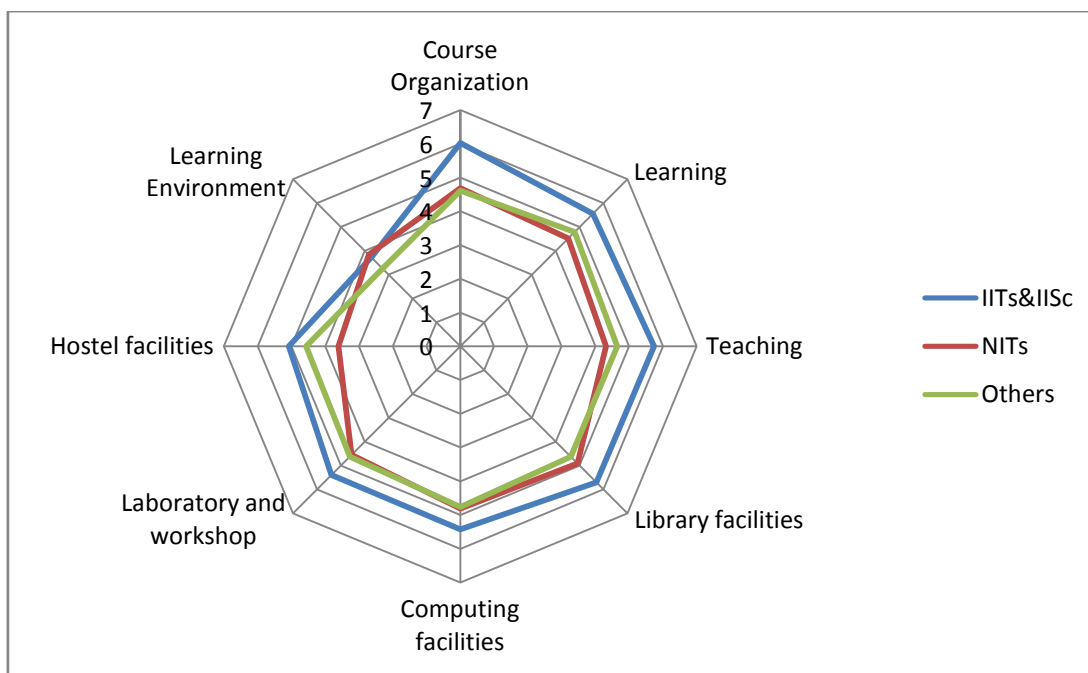 Course
Organization
7
6
5
4
3
2
1
0
Learning
Environment
Learning
Hostel facilities
Teaching
Laboratory and
workshop
Library facilities
Computing
facilities
IITs&IISc
NITs
Others